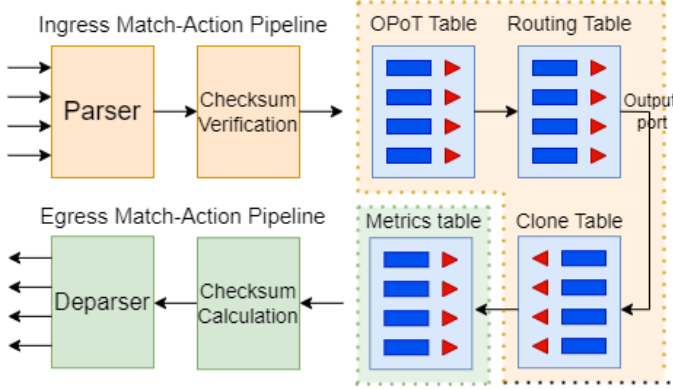 Ingress Match-Action Pipeline
OPoT Table
Routing Table
Parser
Checksum
Verification
Output
port
Egress Match-Action Pipeline
Metrics table
Clone Table
Deparser
Checksum
Calculation